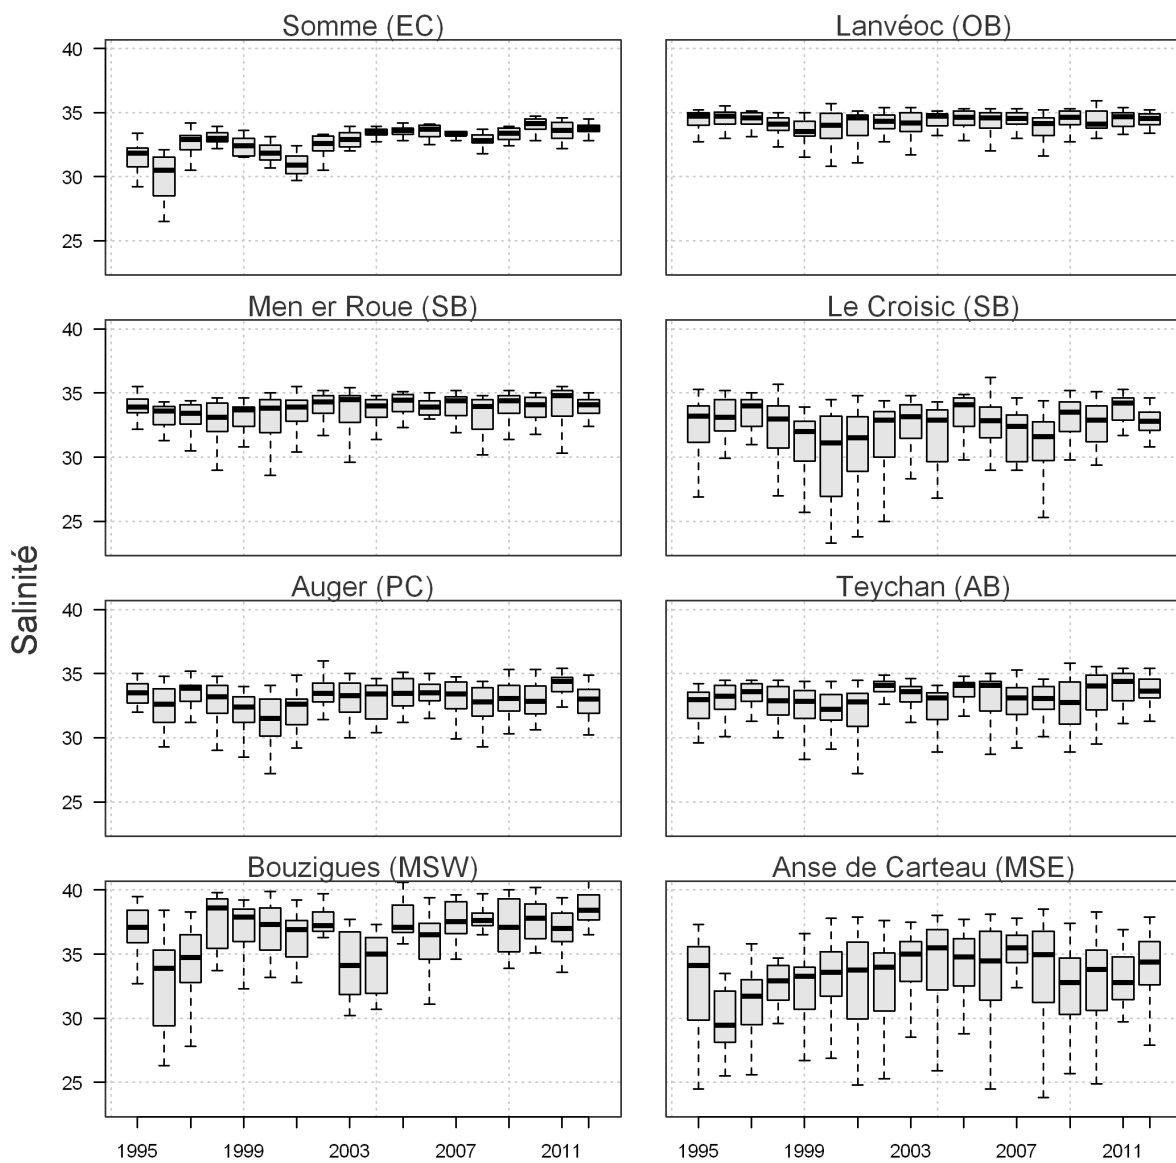 Somme (EC)
Lanvéoc (OB)
40
35
30
25
Men er Roue (SB)
Le Croisic (SB)
40
35
30
25
Salinité
Auger (PC)
Teychan (AB)
40
35
30
25
Bouzigues (MSW)
Anse de Carteau (MSE)
40
35
30
25
1995 1999 2003 2007 2011
1995 1999 2003 2007 2011